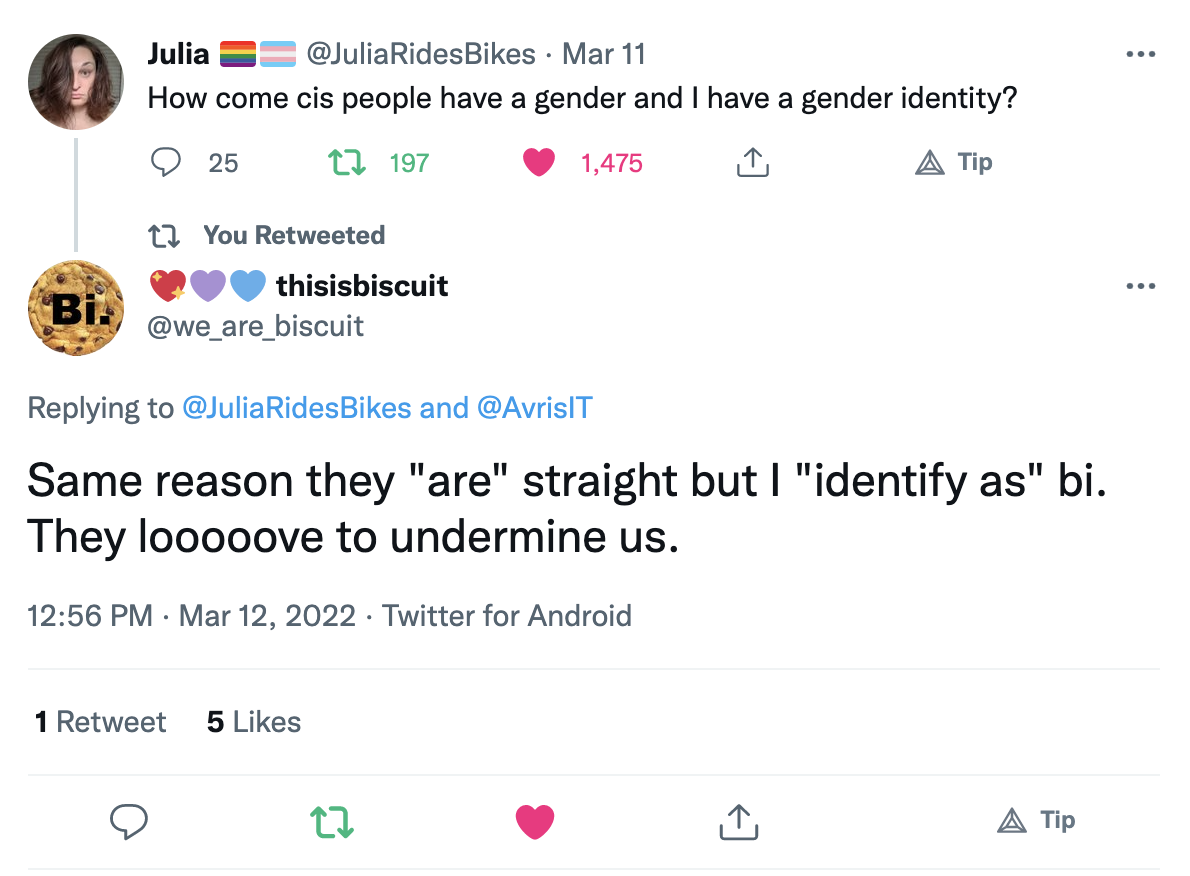 Julia 🏳️‍🌈🏳️‍⚧️ @JuliaRidesBikes · Mar 11
How come cis people have a gender and I have a gender identity?
25 197 1,475 Tip
You Retweeted
💖💜💙 thisisbiscuit
Bi.
@we_are_biscuit
Replying to @JuliaRidesBikes and @AvrisIT
Same reason they "are" straight but I "identify as" bi.
They looooove to undermine us.
12:56 PM · Mar 12, 2022 · Twitter for Android
1 Retweet 5 Likes
Tip